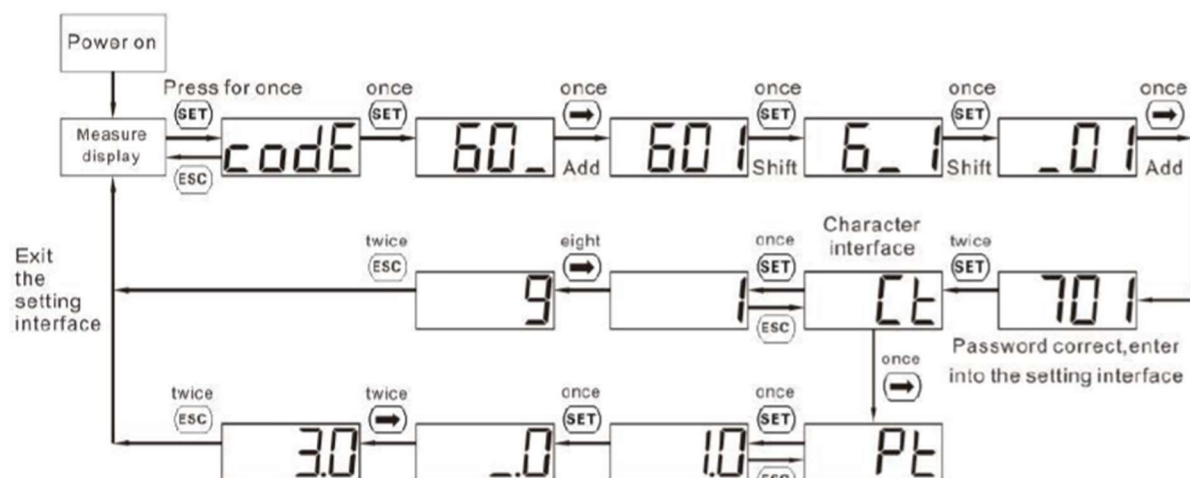 Power on
Press for once
once
once
once
once
once
SET
SET
SET
SET
Measure
display
codE
60_
601
6_1
_01
ESC
Add
Shift
Shift
Add
Character
interface
twice
eight
once
twice
ESC
SET
SET
Exit
the
setting
interface
9
1
Ct
701
ESC
Password correct,enter
into the setting interface
once
twice
twice
once
once
ESC
SET
SET
3.0
_.0
1.0
Pt
ESC